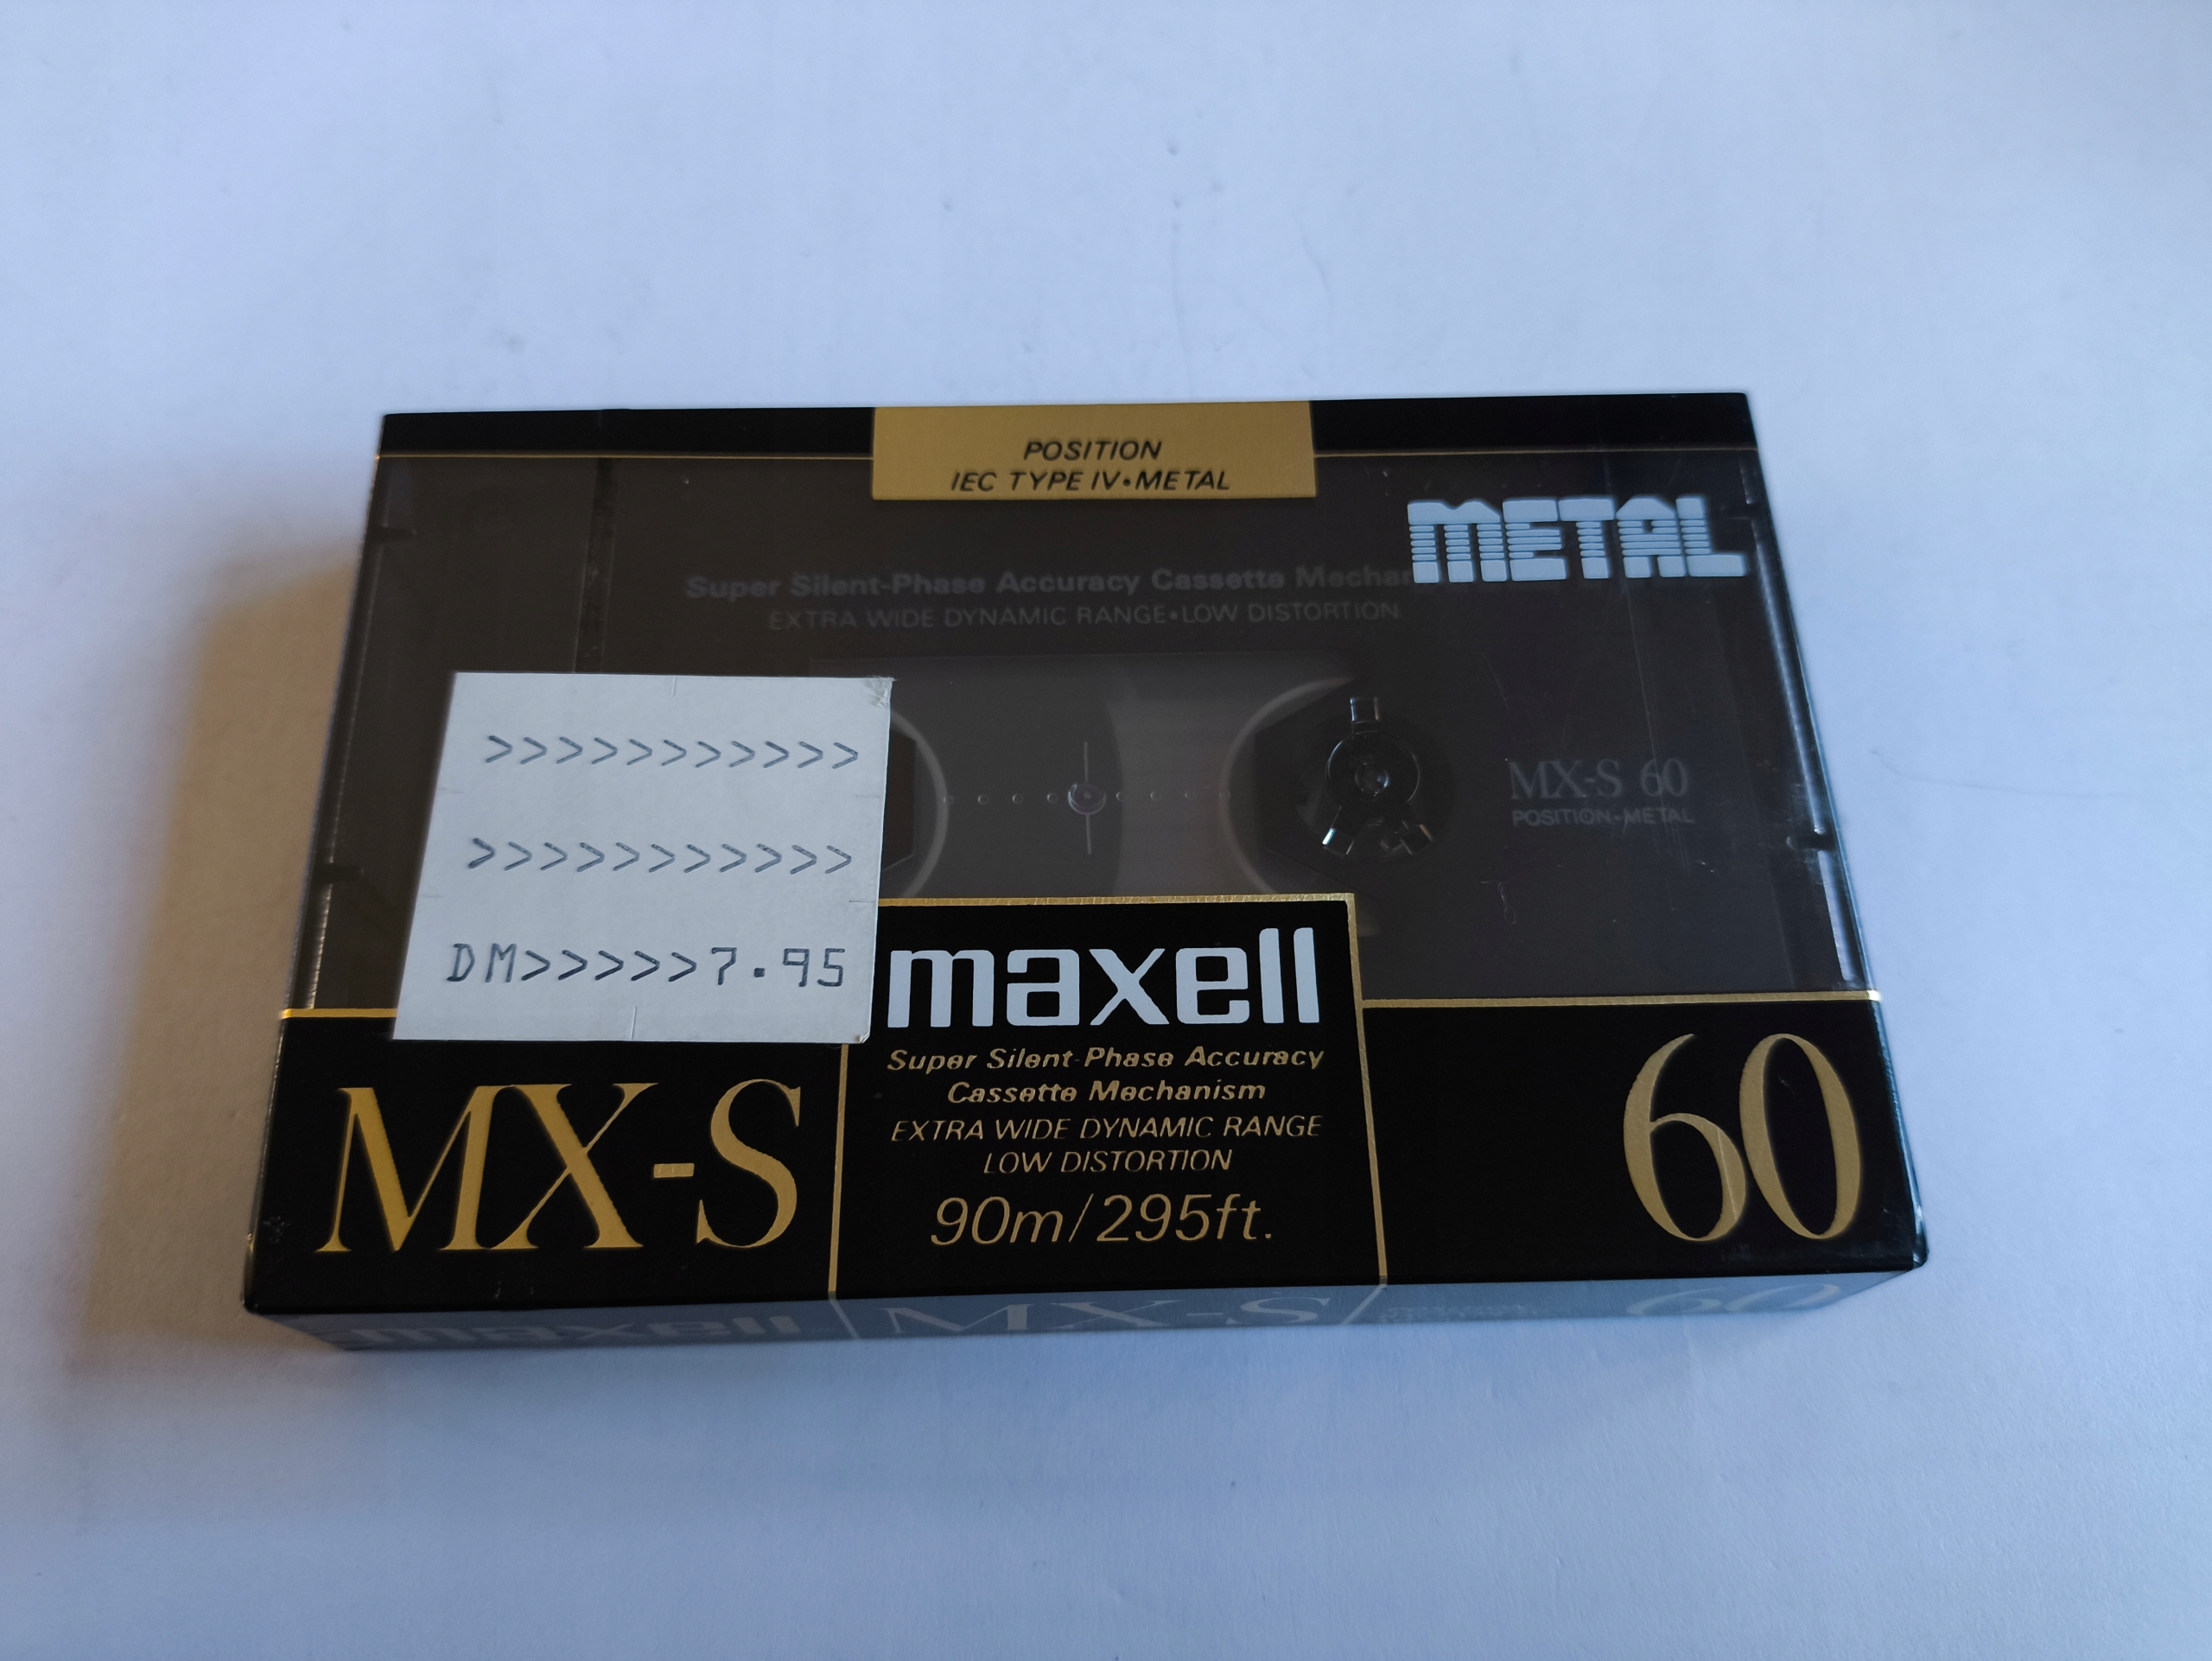 POSITION
IEC TYPE IV•METAL
METAL
Super Silent-Phase Accuracy Cassette
EXTRA WIDE DYNAMIC RANGE•LOW DISTORTION
>>>>>>>>>>>
>>>>>>>>>>>
DM>>>>>7.95
MX-S 60
POSITION•METAL
maxell
Super Silent-Phase Accuracy
Cassette Mechanism
EXTRA WIDE DYNAMIC RANGE
LOW DISTORTION
90m/295ft.
MX-S
60
maxell MX-S 60